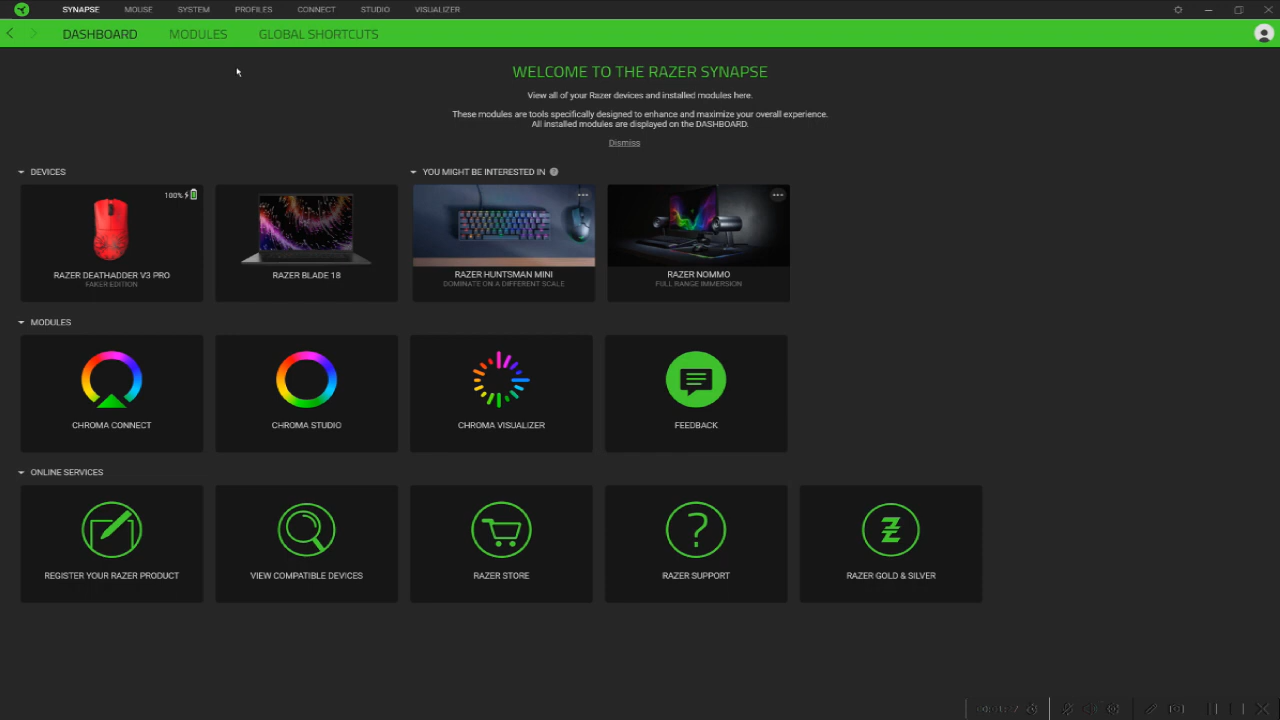 SYNAPSE MOUSE SYSTEM PROFILES CONNECT STUDIO VISUALIZER
DASHBOARD MODULES GLOBAL SHORTCUTS
WELCOME TO THE RAZER SYNAPSE
View all of your Razer devices and installed modules here.
These modules are tools specifically designed to enhance and maximize your overall experience.
All installed modules are displayed on the DASHBOARD.
Dismiss
DEVICES
YOU MIGHT BE INTERESTED IN
100%
RAZER DEATHADDER V3 PRO
FAKER EDITION
RAZER BLADE 18
RAZER HUNTSMAN MINI
DOMINATE ON A DIFFERENT SCALE
RAZER NOMMO
FULL RANGE IMMERSION
MODULES
CHROMA CONNECT
CHROMA STUDIO
CHROMA VISUALIZER
FEEDBACK
ONLINE SERVICES
REGISTER YOUR RAZER PRODUCT
VIEW COMPATIBLE DEVICES
RAZER STORE
RAZER SUPPORT
RAZER GOLD & SILVER